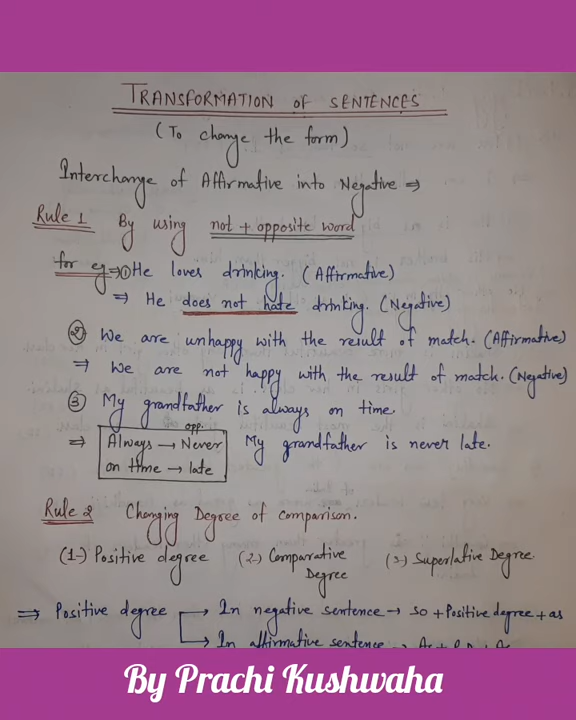 TRANSFORMATION OF SENTENCES
(To change the form)
Interchange of Affirmative into Negative ⇒
Rule 1 By using not + opposite word
for eg ⇒ ① He loves drinking. (Affirmative)
⇒ He does not hate drinking. (Negative)
② We are unhappy with the result of match. (Affirmative)
⇒ We are not happy with the result of match. (Negative)
③ My grandfather is always on time.
opp.
⇒ Always → Never My grandfather is never late.
on time → late
Rule 2 Changing Degree of comparison.
(1.) Positive degree (2.) Comparative Degree (3.) Superlative Degree.
⇒ Positive degree → In negative sentence → so + Positive degree + as
→ In affirmative sentence →
By Prachi Kushwaha